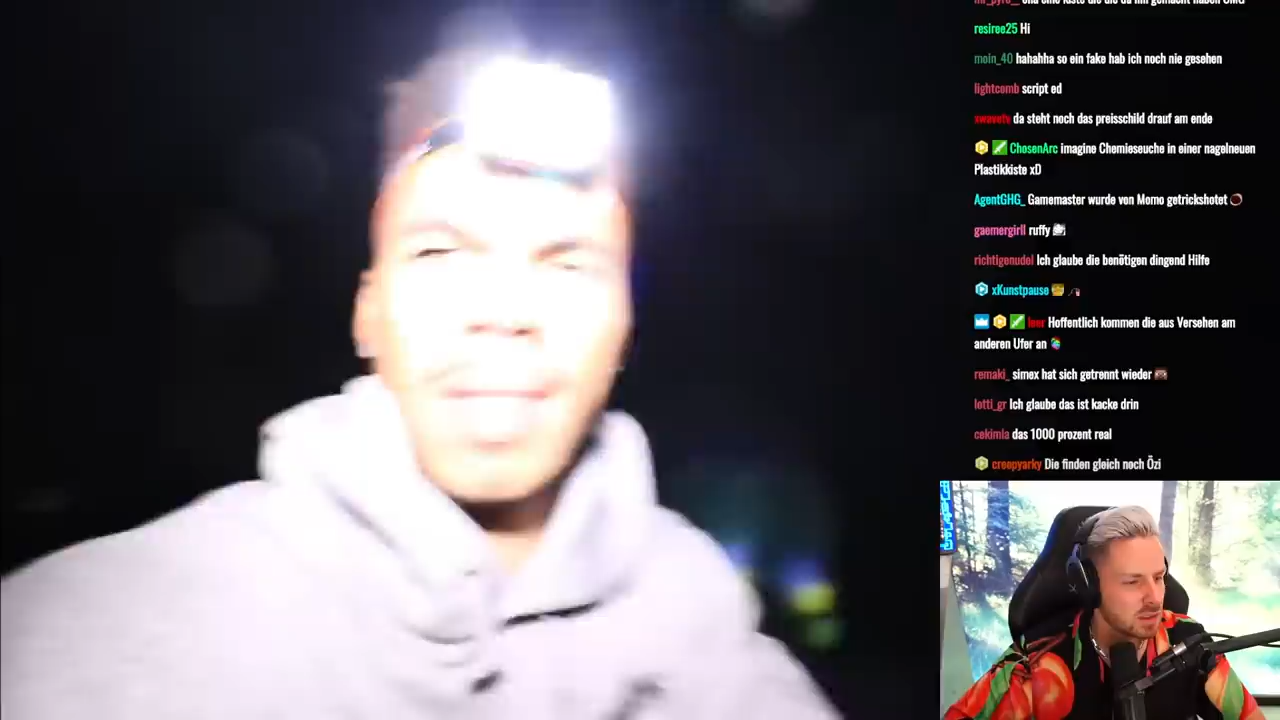 resiree25 Hi
moin_40 hahahha so ein fake hab ich noch nie gesehen
lightcomb script ed
xwavetv da steht noch das preisschild drauf am ende
ChosenArc imagine Chemieseuche in einer nagelneuen
Plastikkiste xD
AgentGHG_ Gamemaster wurde von Momo getrickshotet
gaemergirll ruffy
richtigenudel Ich glaube die benötigen dingend Hilfe
xKunstpause
Hoffentlich kommen die aus Versehen am
anderen Ufer an
remaki_ simex hat sich getrennt wieder
lotti_gr Ich glaube das ist kacke drin
cekimla das 1000 prozent real
creepyarky Die finden gleich noch Özi